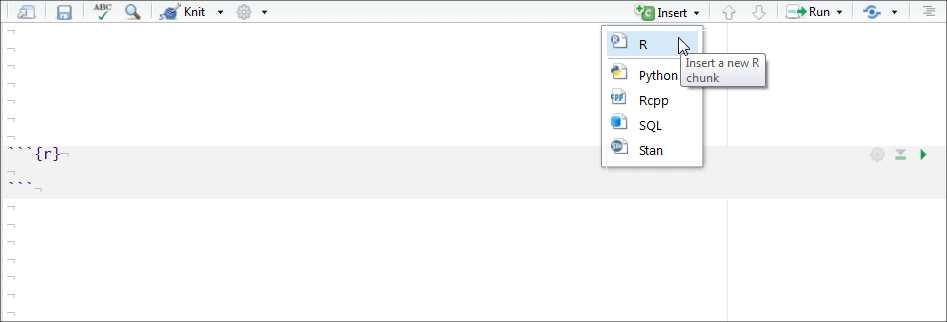 ABC Knit Insert Run
R
Insert a new R
chunk
Python
Rcpp
SQL
Stan
```{r}
```